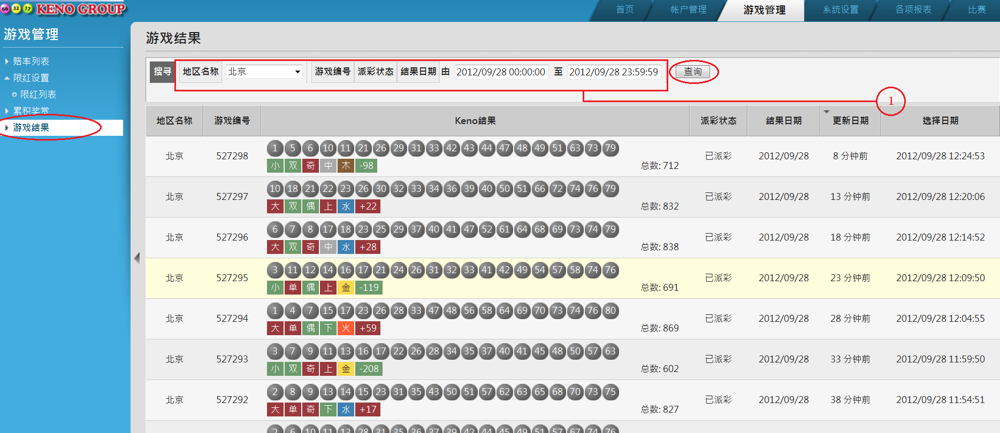 66 32 17 KENO GROUP
首页 帐户管理 游戏管理 系统设置 各项报表 比赛
游戏管理
赔率列表
限红设置
限红列表
累积奖赏
游戏结果
游戏结果
搜寻 地区名称 北京 游戏编号 派彩状态 结果日期 由 2012/09/28 00:00:00 至 2012/09/28 23:59:59 查询
1
地区名称 游戏编号 Keno结果 派彩状态 结果日期 更新日期 选择日期
北京 527298 1 5 6 10 11 21 26 29 31 33 42 43 44 47 48 49 51 63 73 79 已派彩 2012/09/28 8 分钟前 2012/09/28 12:24:53
小 双 奇 中 木 -98 总数: 712
北京 527297 10 18 21 22 23 26 30 32 33 34 36 39 40 50 51 66 72 74 76 79 已派彩 2012/09/28 13 分钟前 2012/09/28 12:20:06
大 双 偶 上 水 +22 总数: 832
北京 527296 6 7 8 17 18 23 25 29 37 40 41 47 52 61 64 68 69 73 74 79 已派彩 2012/09/28 18 分钟前 2012/09/28 12:14:52
大 双 奇 中 水 +28 总数: 838
北京 527295 3 11 12 14 16 17 21 24 26 31 32 33 41 42 49 54 57 58 74 76 已派彩 2012/09/28 23 分钟前 2012/09/28 12:09:50
小 单 偶 上 金 -119 总数: 691
北京 527294 1 4 7 15 17 23 26 28 33 47 48 56 58 64 69 70 73 74 76 80 已派彩 2012/09/28 28 分钟前 2012/09/28 12:04:55
大 单 偶 下 火 +59 总数: 869
北京 527293 3 7 9 11 13 16 17 22 26 28 34 35 37 40 41 45 48 50 57 63 已派彩 2012/09/28 33 分钟前 2012/09/28 11:59:50
小 双 奇 上 金 -208 总数: 602
北京 527292 2 8 9 13 14 15 23 31 35 43 50 51 57 62 63 65 68 70 73 75 已派彩 2012/09/28 38 分钟前 2012/09/28 11:54:51
大 单 奇 下 水 +17 总数: 827
2 6 10 11 13 28 31 35 36 37 39 42 44 45 49 51 57 67 74 76